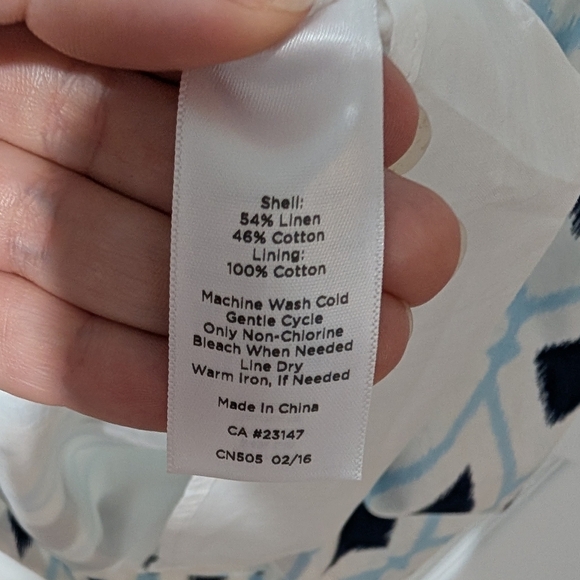 Shell:
54% Linen
46% Cotton
Lining:
100% Cotton
Machine Wash Cold
Gentle Cycle
Only Non-Chlorine
Bleach When Needed
Line Dry
Warm Iron, If Needed
Made In China
CA #23147
CN505 02/16